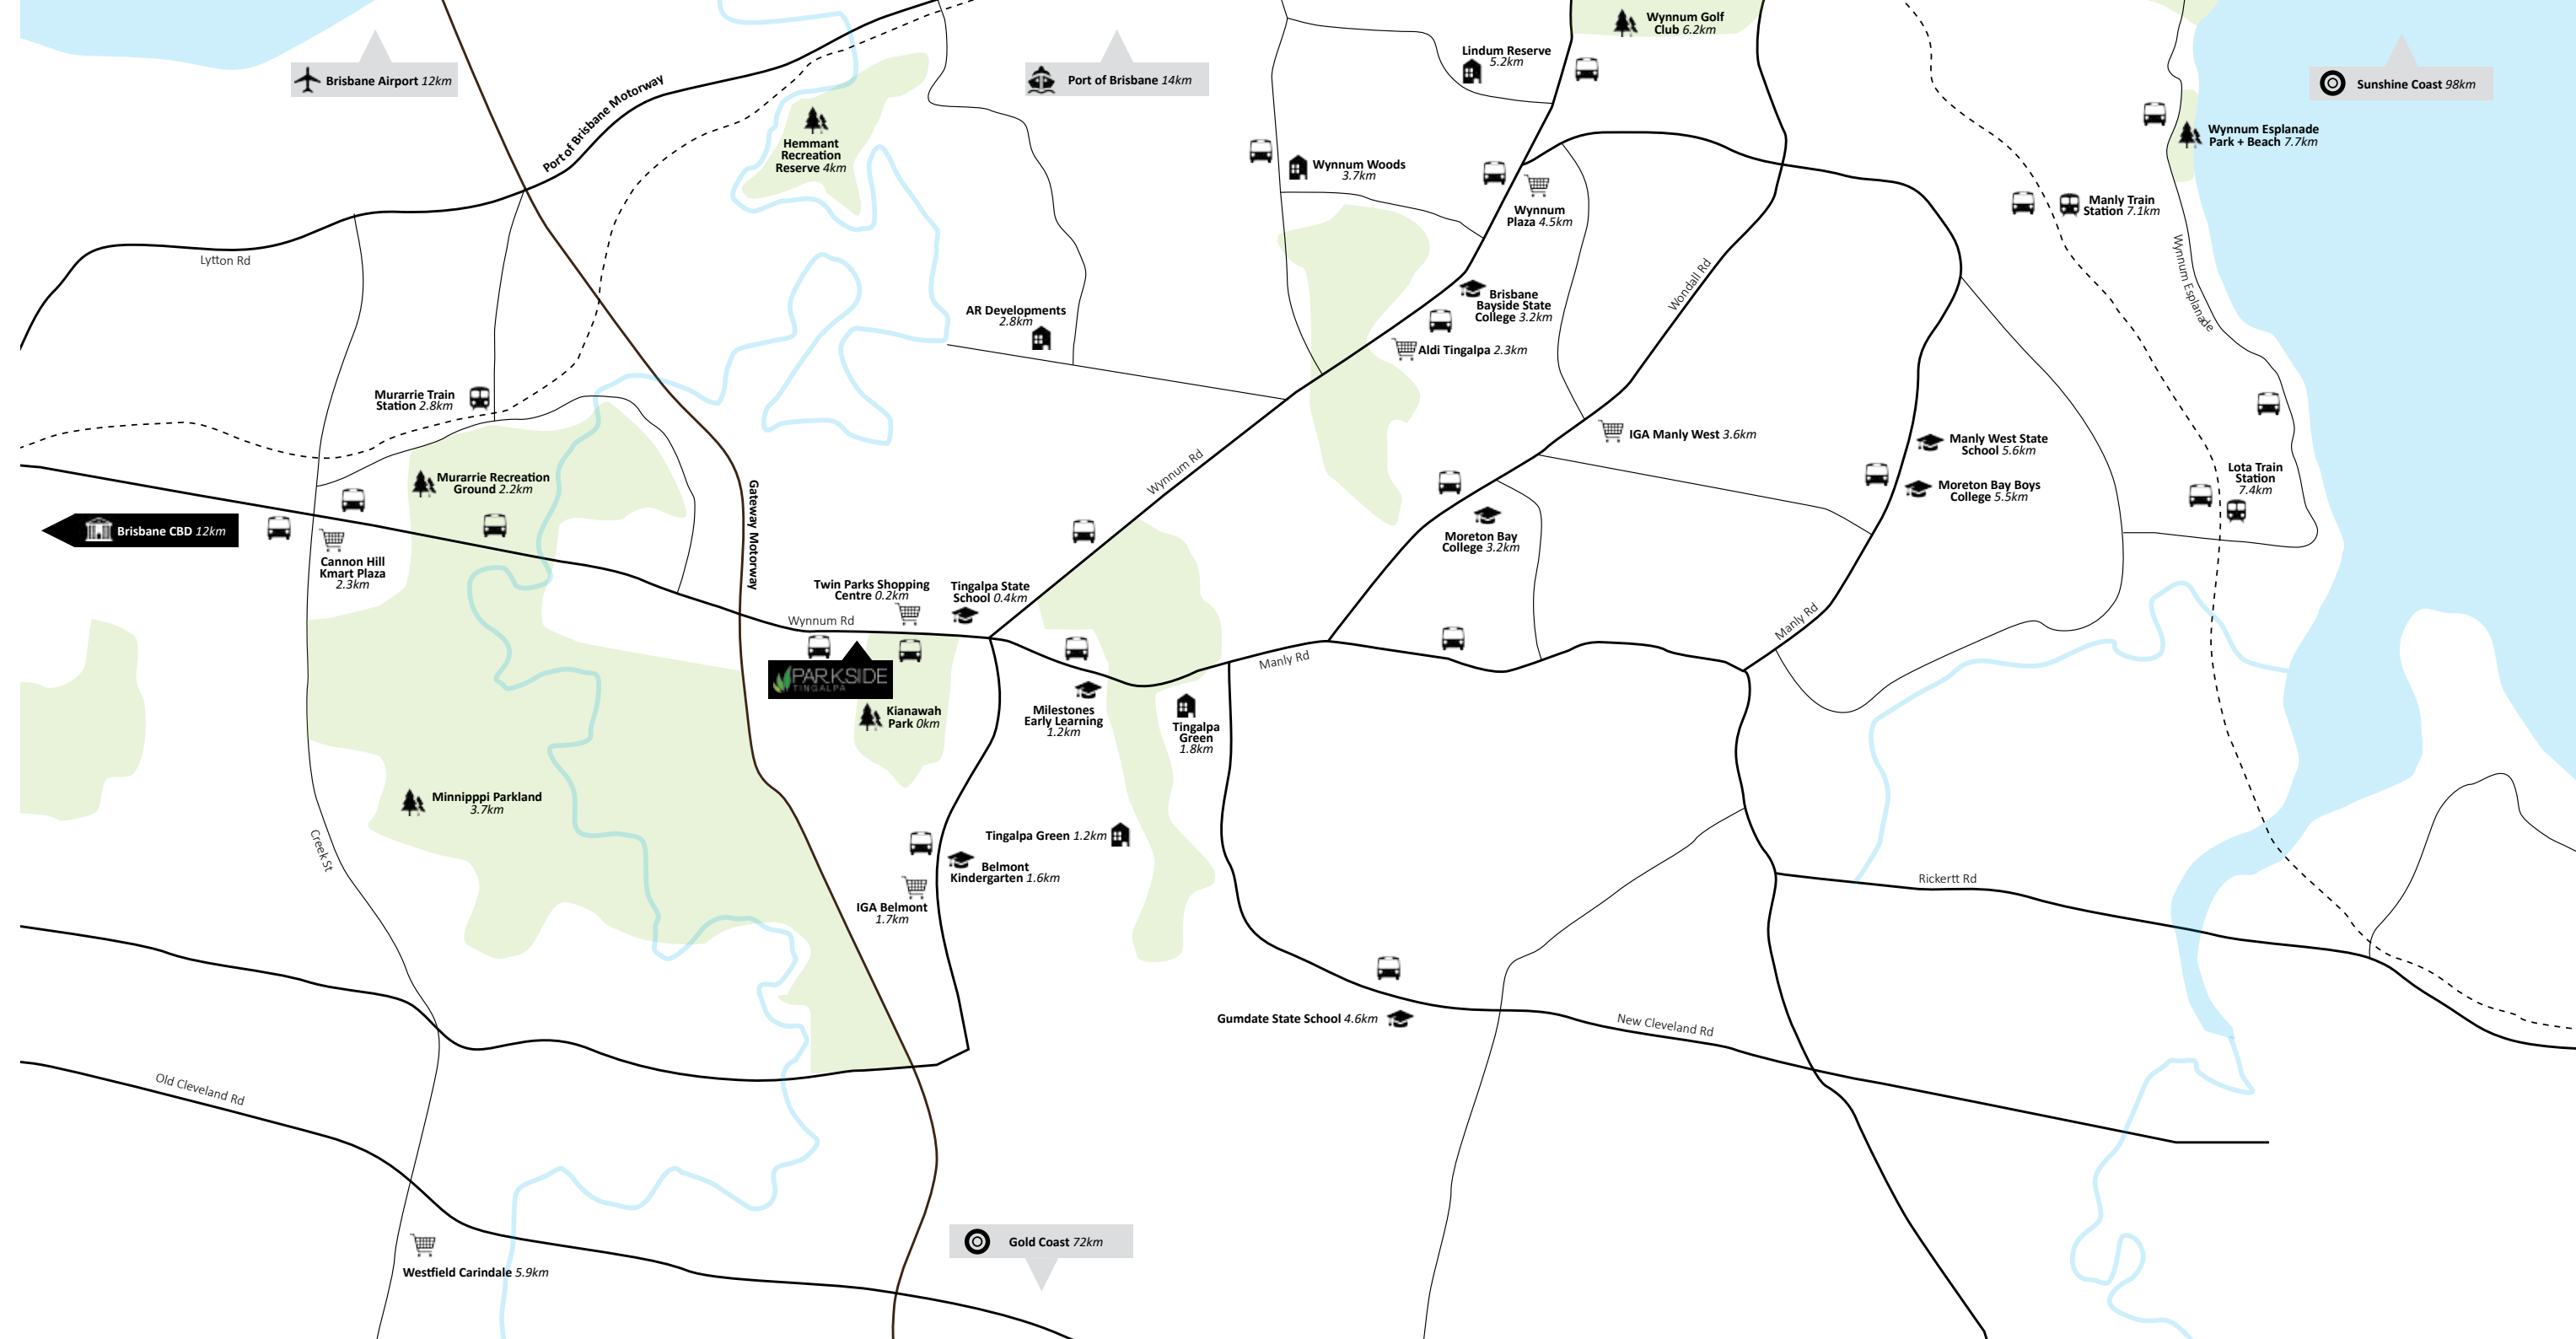 Wynnum Golf
Club 6.2km
Lindum Reserve
5.2km
Brisbane Airport 12km
Port of Brisbane 14km
Sunshine Coast 98km
Port of Brisbane Motorway
Wynnum Esplanade
Park + Beach 7.7km
Hemmant
Recreation
Reserve 4km
Wynnum Woods
3.7km
Wynnum
Plaza 4.5km
Manly Train
Station 7.1km
Lytton Rd
Wondall Rd
Wynnum Esplanade
AR Developments
2.8km
Brisbane
Bayside State
College 3.2km
Aldi Tingalpa 2.3km
Murarrie Train
Station 2.8km
IGA Manly West 3.6km
Manly West State
School 5.6km
Wynnum Rd
Lota Train
Station
7.4km
Murarrie Recreation
Ground 2.2km
Moreton Bay Boys
College 5.5km
Gateway Motorway
Brisbane CBD 12km
Moreton Bay
College 3.2km
Cannon Hill
Kmart Plaza
2.3km
Twin Parks Shopping
Centre 0.2km
Tingalpa State
School 0.4km
Wynnum Rd
Manly Rd
Manly Rd
PARKSIDE
TINGALPA
Kianawah
Park 0km
Milestones
Early Learning
1.2km
Tingalpa
Green
1.8km
Minnipppi Parkland
3.7km
Creek St
Tingalpa Green 1.2km
Belmont
Kindergarten 1.6km
IGA Belmont
1.7km
Rickertt Rd
Gumdate State School 4.6km
New Cleveland Rd
Old Cleveland Rd
Gold Coast 72km
Westfield Carindale 5.9km